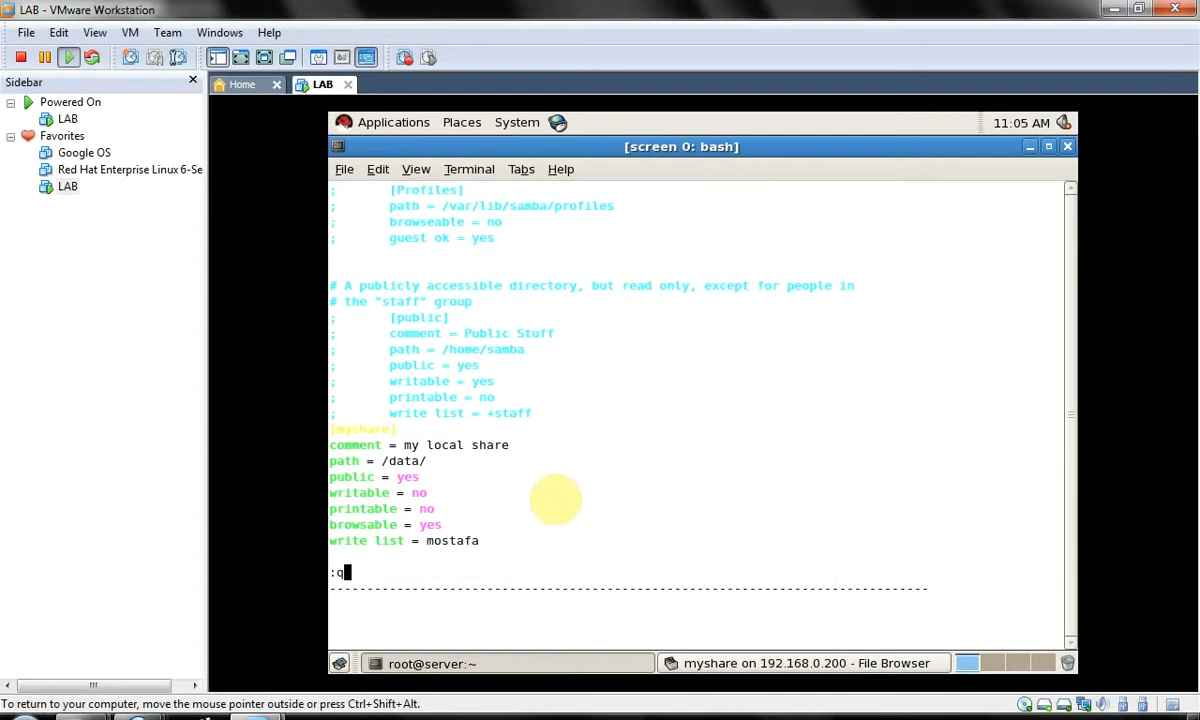 LAB - VMware Workstation
File Edit View VM Team Windows Help
Sidebar
Powered On
LAB
Favorites
Google OS
Red Hat Enterprise Linux 6-Se
LAB
Home LAB
Applications Places System 11:05 AM
[screen 0: bash]
File Edit View Terminal Tabs Help
; [Profiles]
; path = /var/lib/samba/profiles
; browseable = no
; guest ok = yes
# A publicly accessible directory, but read only, except for people in
# the "staff" group
; [public]
; comment = Public Stuff
; path = /home/samba
; public = yes
; writable = yes
; printable = no
; write list = +staff
[myshare]
comment = my local share
path = /data/
public = yes
writable = no
printable = no
browsable = yes
write list = mostafa
:q
--------------------------------------------------------------------------------
root@server:~ myshare on 192.168.0.200 - File Browser
To return to your computer, move the mouse pointer outside or press Ctrl+Shift+Alt.